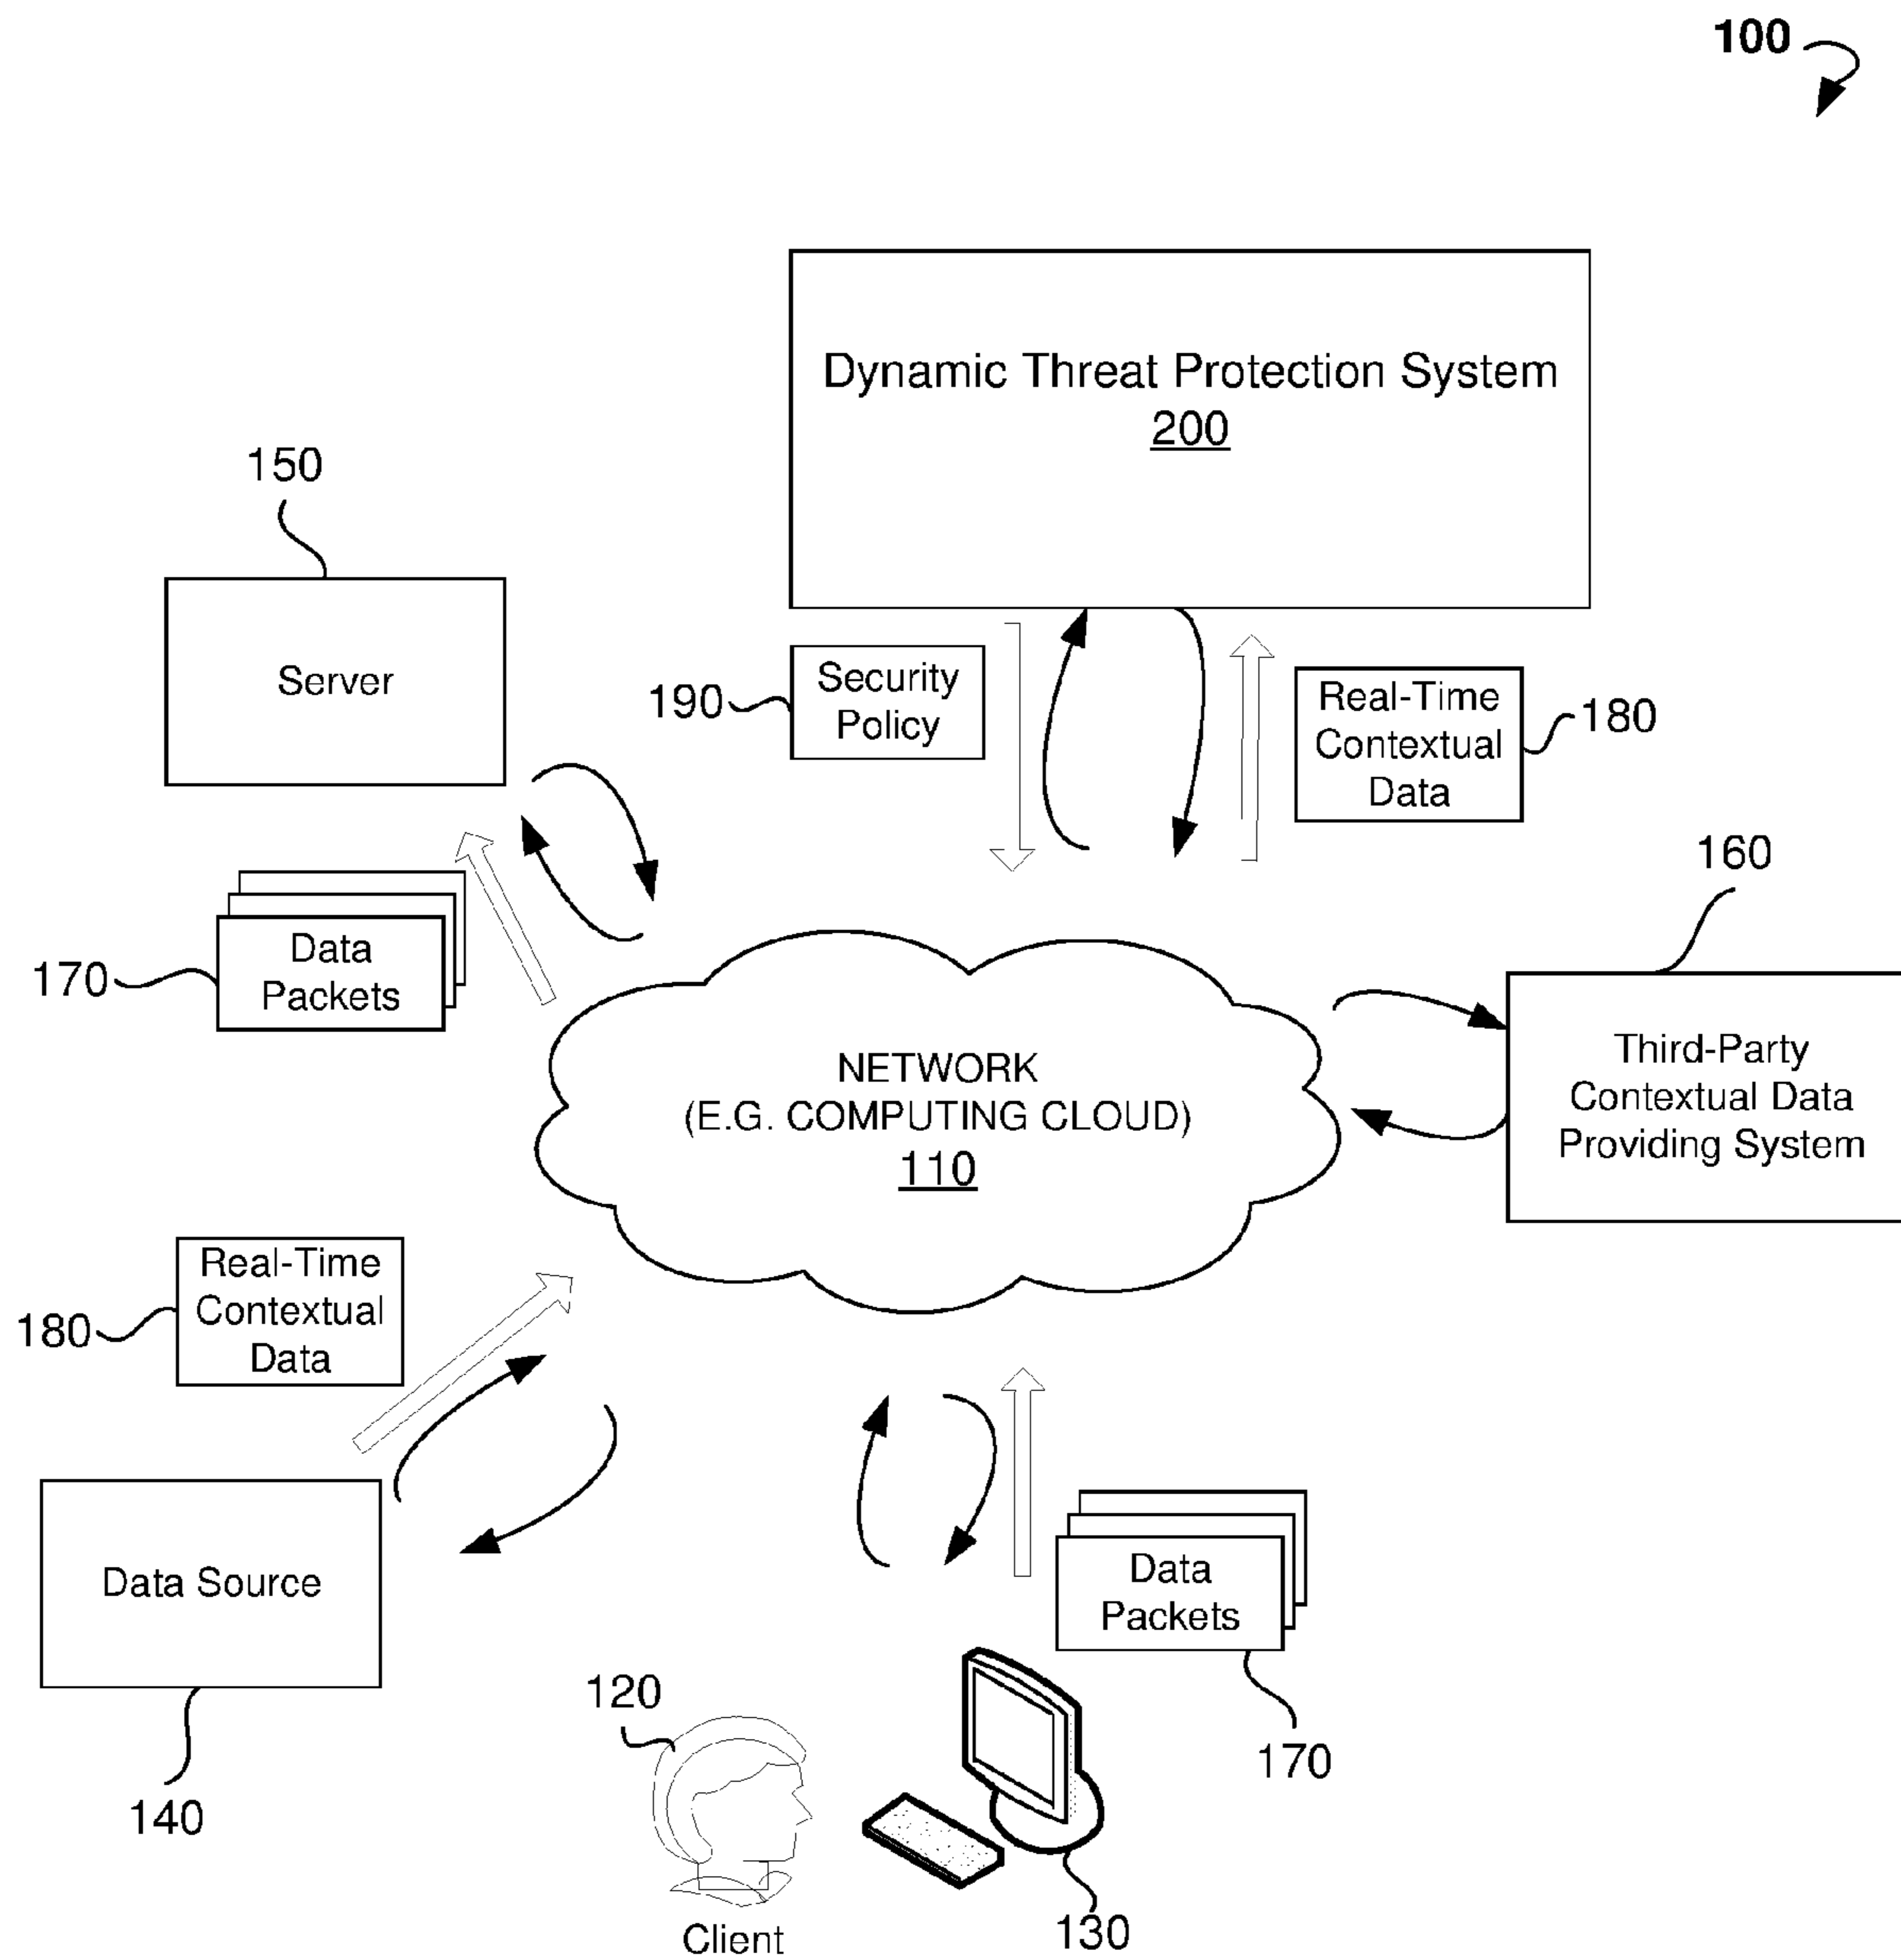 100
Dynamic Threat Protection System
200
150
Server
190
Security
Policy
Real-Time
Contextual
Data
180
160
170
Data
Packets
NETWORK
(E.G. COMPUTING CLOUD)
110
Third-Party
Contextual Data
Providing System
180
Real-Time
Contextual
Data
Data Source
140
Data
Packets
170
120
Client
130